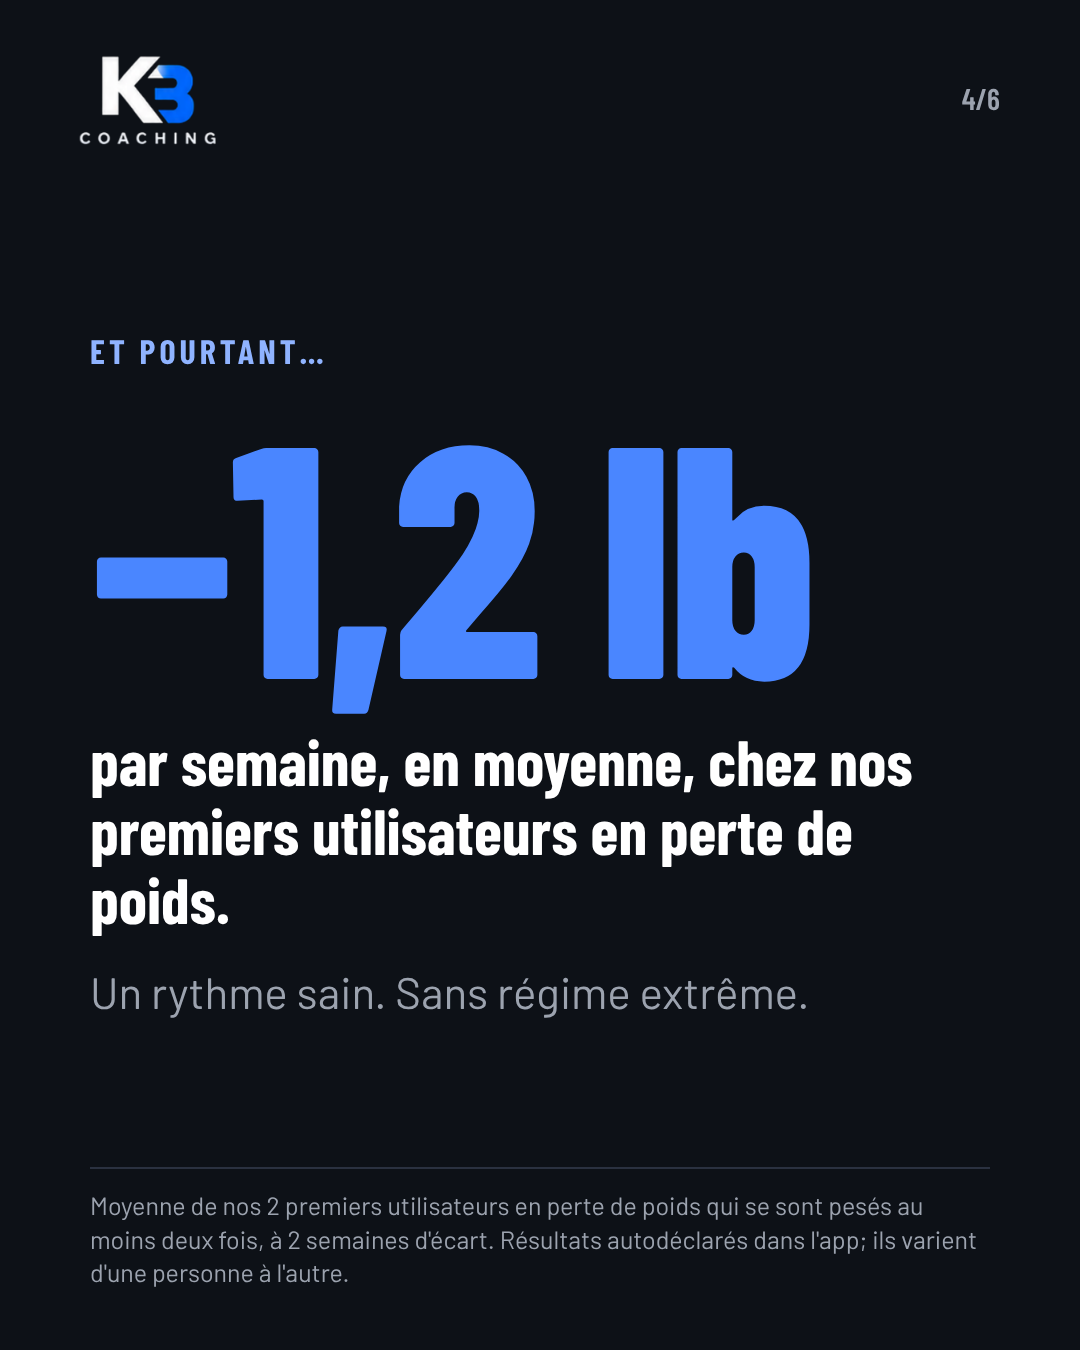 KB
COACHING
4/6
ET POURTANT…
–1,2 lb
par semaine, en moyenne, chez nos
premiers utilisateurs en perte de
poids.
Un rythme sain. Sans régime extrême.
Moyenne de nos 2 premiers utilisateurs en perte de poids qui se sont pesés au
moins deux fois, à 2 semaines d'écart. Résultats autodéclarés dans l'app; ils varient
d'une personne à l'autre.